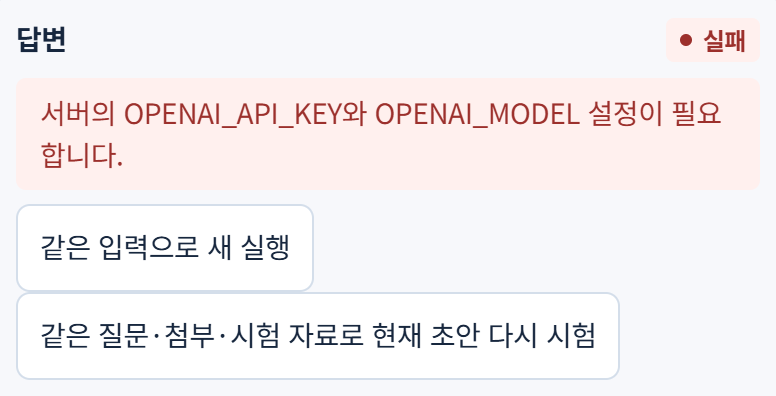 답변
실패
서버의 OPENAI_API_KEY와 OPENAI_MODEL 설정이 필요
합니다.
같은 입력으로 새 실행
같은 질문·첨부·시험 자료로 현재 초안 다시 시험